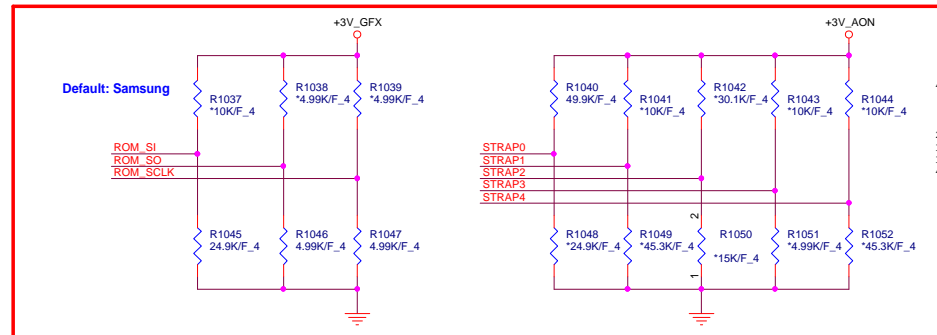 +3V_GFX
+3V_AON
Default: Samsung
R1037
*10K/F_4
R1038
*4.99K/F_4
R1039
*4.99K/F_4
R1040
49.9K/F_4
R1041
*10K/F_4
R1042
*30.1K/F_4
R1043
*10K/F_4
R1044
*10K/F_4
ROM_SI
ROM_SO
ROM_SCLK
STRAP0
STRAP1
STRAP2
STRAP3
STRAP4
R1045
24.9K/F_4
R1046
4.99K/F_4
R1047
4.99K/F_4
R1048
*24.9K/F_4
R1049
*45.3K/F_4
2
R1050
*15K/F_4
1
R1051
*4.99K/F_4
R1052
*45.3K/F_4